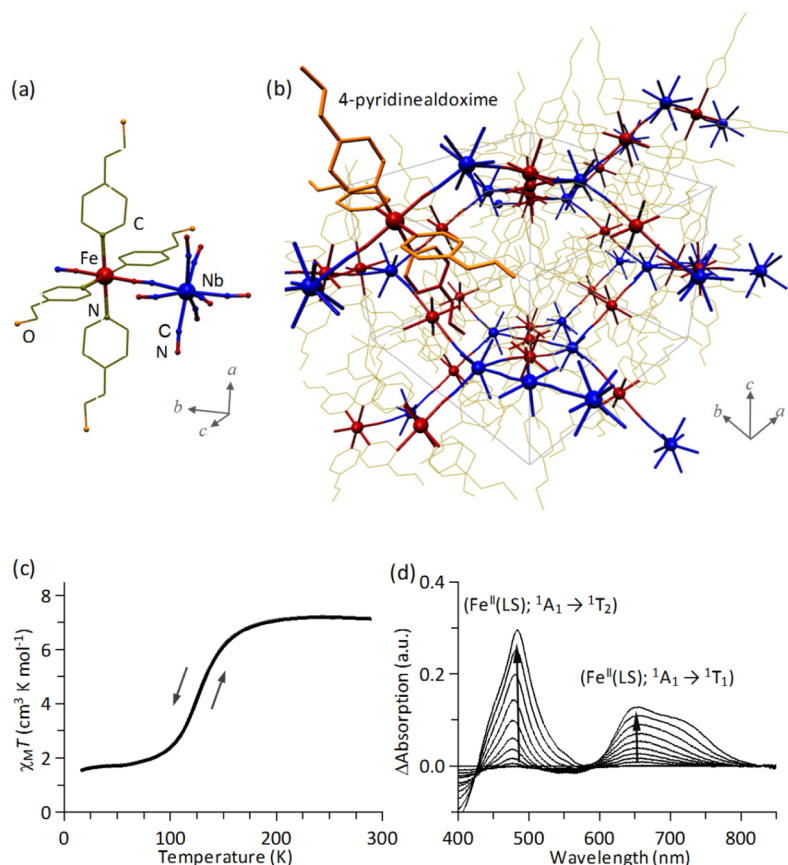 (a)
(b)
4-pyridinealdoxime
C
Fe
Nb
N
O
C
N
a
b
c
c
b
a
(c)
χMT (cm³ K mol⁻¹)
8
6
4
2
0
0
100
200
300
Temperature (K)
(d)
ΔAbsorption (a.u.)
0.4
0.2
0.0
(Feᴵᴵ(LS); ¹A₁ → ¹T₂)
(Feᴵᴵ(LS); ¹A₁ → ¹T₁)
400
500
600
700
800
Wavelength (nm)